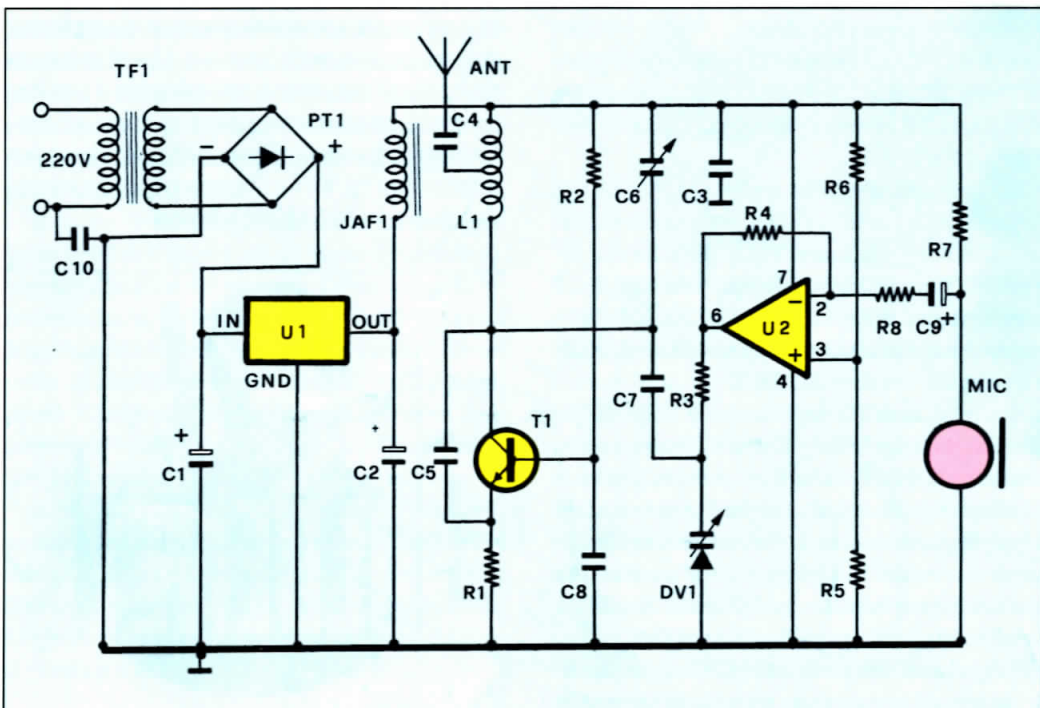 TF1
ANT
PT1
−
+
C4
220V
JAF1
L1
R2
C6
C3
R4
R6
R7
C10
7
−
2
6
U2
+
3
4
R8
C9
+
IN
U1
OUT
GND
C7
R3
MIC
T1
+
C1
+
C2
C5
R1
C8
DV1
R5